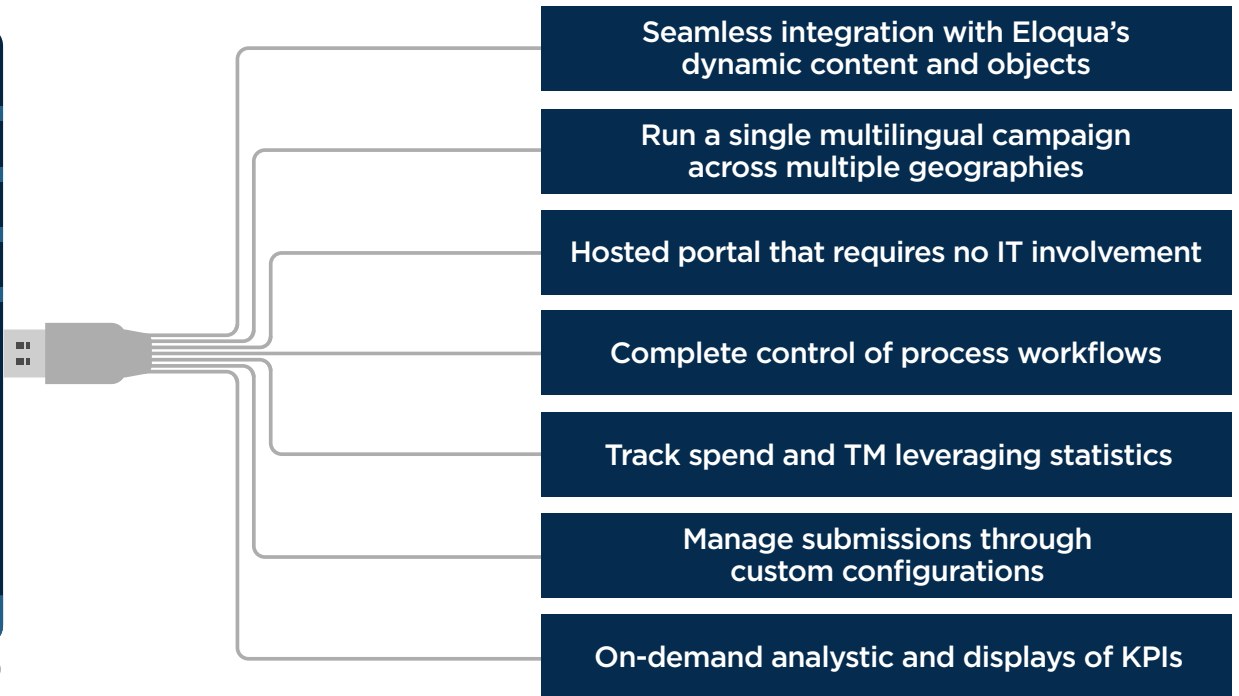 Seamless integration with Eloqua's
dynamic content and objects
Run a single multilingual campaign
across multiple geographies
Hosted portal that requires no IT involvement
Complete control of process workflows
Track spend and TM leveraging statistics
Manage submissions through
custom configurations
On-demand analystic and displays of KPIs